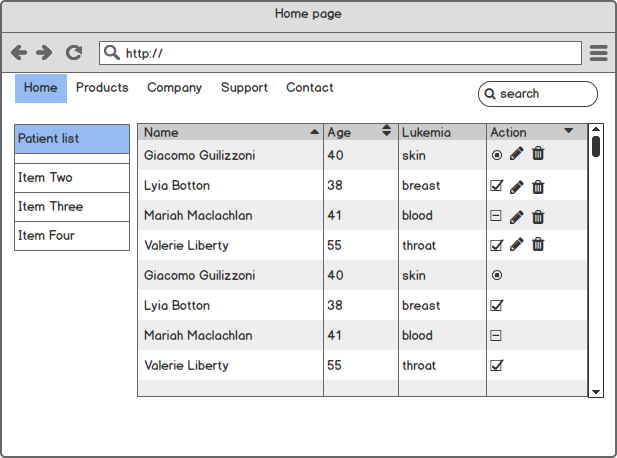 Home page
http://
Home Products Company Support Contact
search
Patient list
Item Two
Item Three
Item Four
Name Age Lukemia Action
Giacomo Guilizzoni 40 skin
Lyia Botton 38 breast
Mariah Maclachlan 41 blood
Valerie Liberty 55 throat
Giacomo Guilizzoni 40 skin
Lyia Botton 38 breast
Mariah Maclachlan 41 blood
Valerie Liberty 55 throat